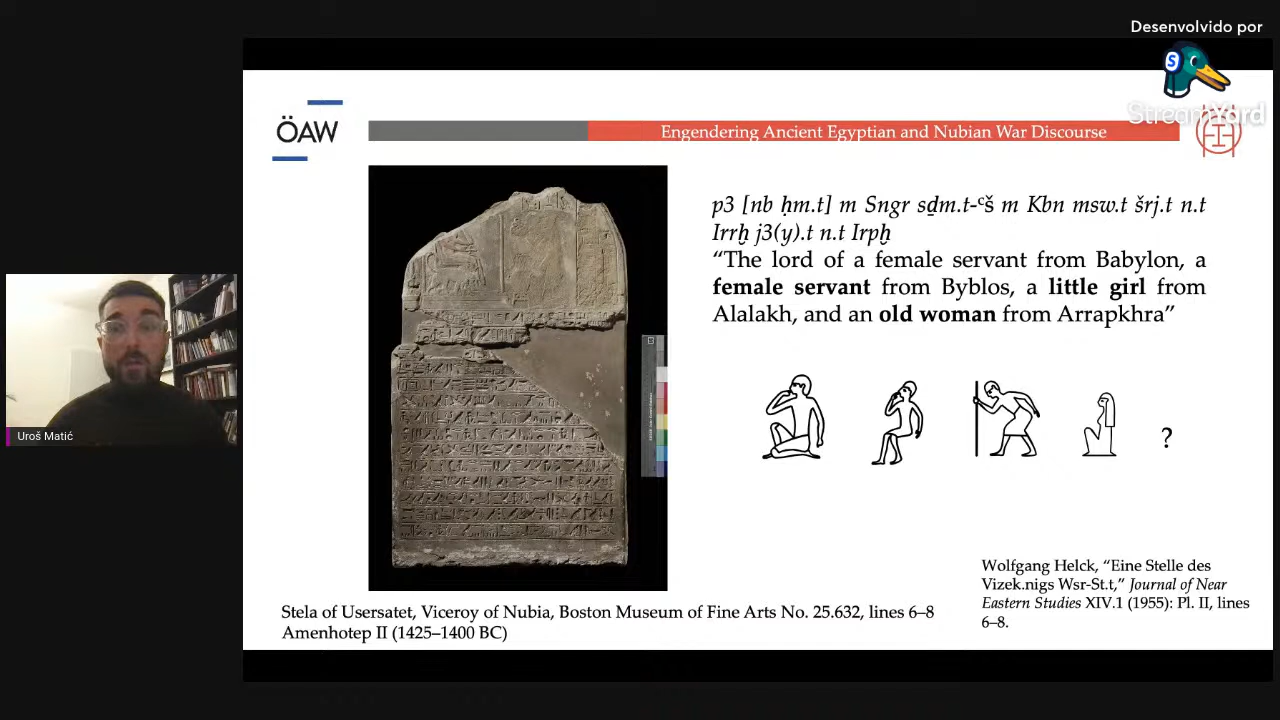 Desenvolvido por
StreamYard
ÖAW
Engendering Ancient Egyptian and Nubian War Discourse
p3 [nb ḥm.t] m Sngr sḏm.t-ᶜš m Kbn msw.t šrj.t n.t
Irrḫ j3(y).t n.t Irpḫ
“The lord of a female servant from Babylon, a
female servant from Byblos, a little girl from
Alalakh, and an old woman from Arrapkhra”
?
Uroš Matić
Wolfgang Helck, “Eine Stelle des
Vizek.nigs Wsr-St.t,” Journal of Near
Eastern Studies XIV.1 (1955): Pl. II, lines
6–8.
Stela of Usersatet, Viceroy of Nubia, Boston Museum of Fine Arts No. 25.632, lines 6–8
Amenhotep II (1425–1400 BC)